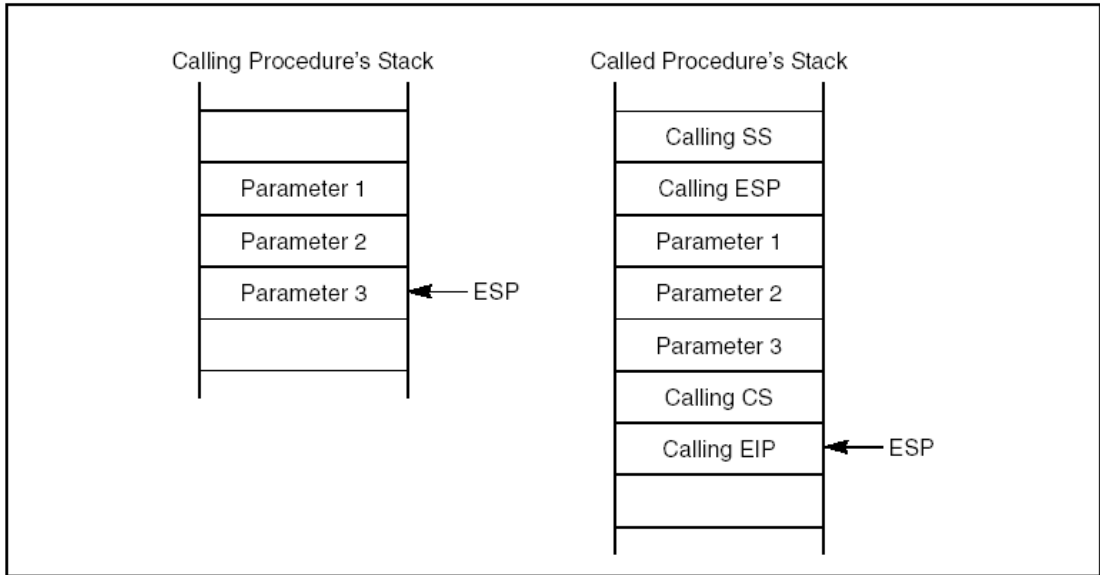 Calling Procedure's Stack
Parameter 1
Parameter 2
Parameter 3
ESP
Called Procedure's Stack
Calling SS
Calling ESP
Parameter 1
Parameter 2
Parameter 3
Calling CS
Calling EIP
ESP